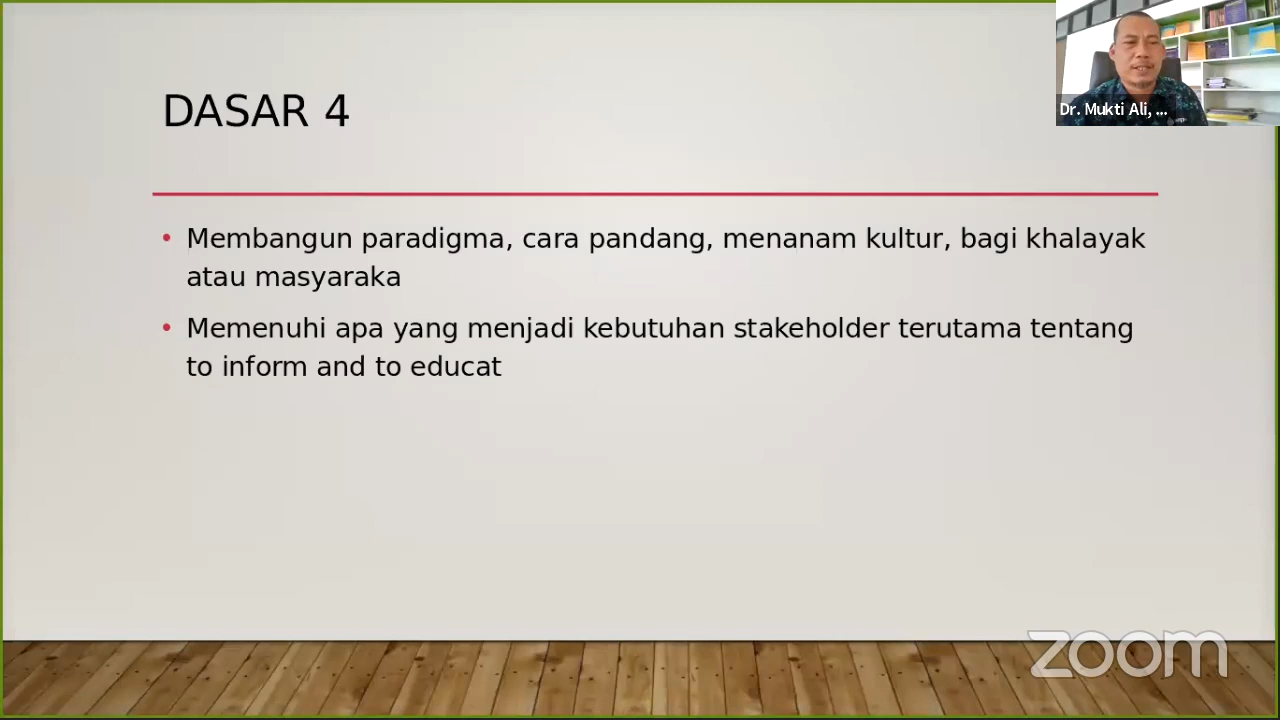 DASAR 4
Dr. Mukti Ali, ...
• Membangun paradigma, cara pandang, menanam kultur, bagi khalayak
atau masyaraka
• Memenuhi apa yang menjadi kebutuhan stakeholder terutama tentang
to inform and to educat
zoom